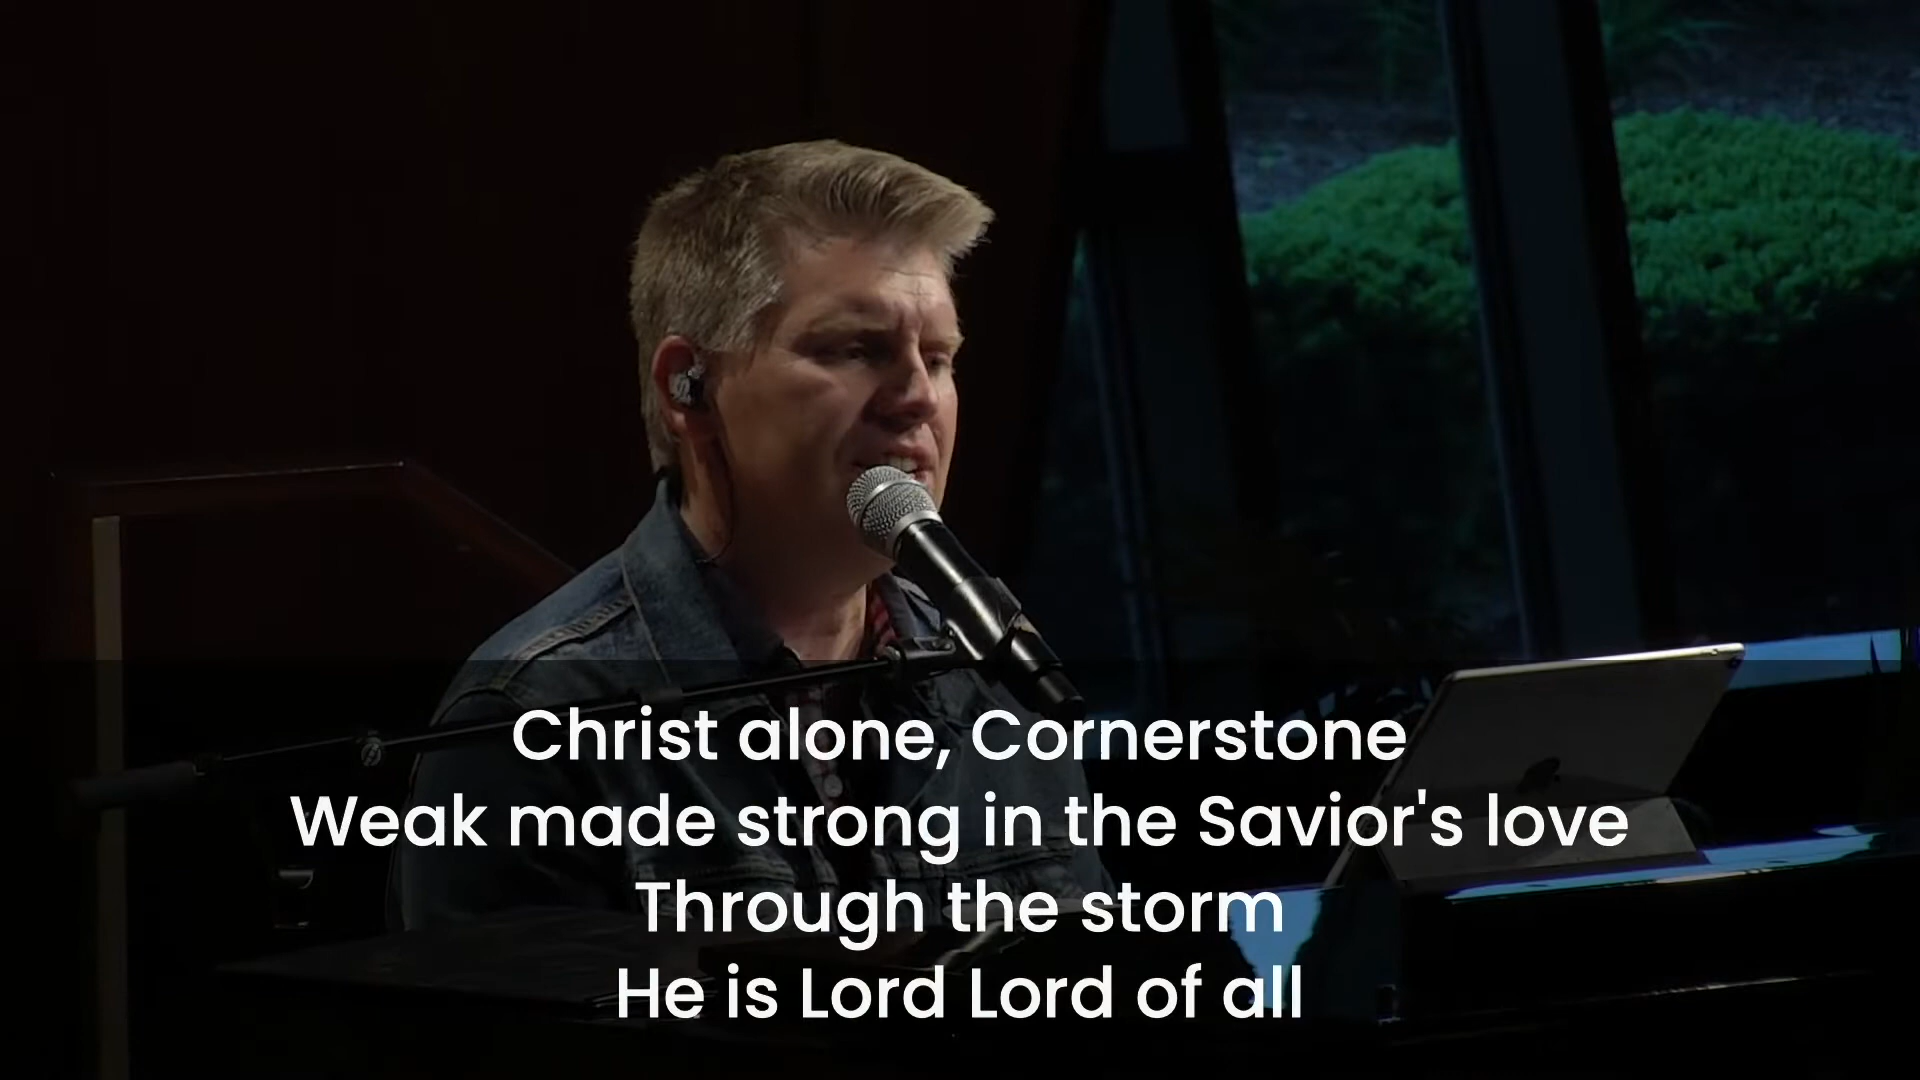 Christ alone, Cornerstone
Weak made strong in the Savior's love
Through the storm
He is Lord Lord of all